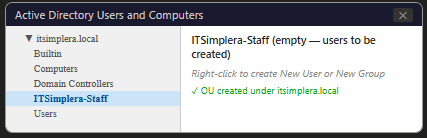 Active Directory Users and Computers
▼ itsimplera.local
Builtin
Computers
Domain Controllers
ITSimplera-Staff
Users
ITSimplera-Staff (empty — users to be
created)
Right-click to create New User or New Group
✓ OU created under itsimplera.local